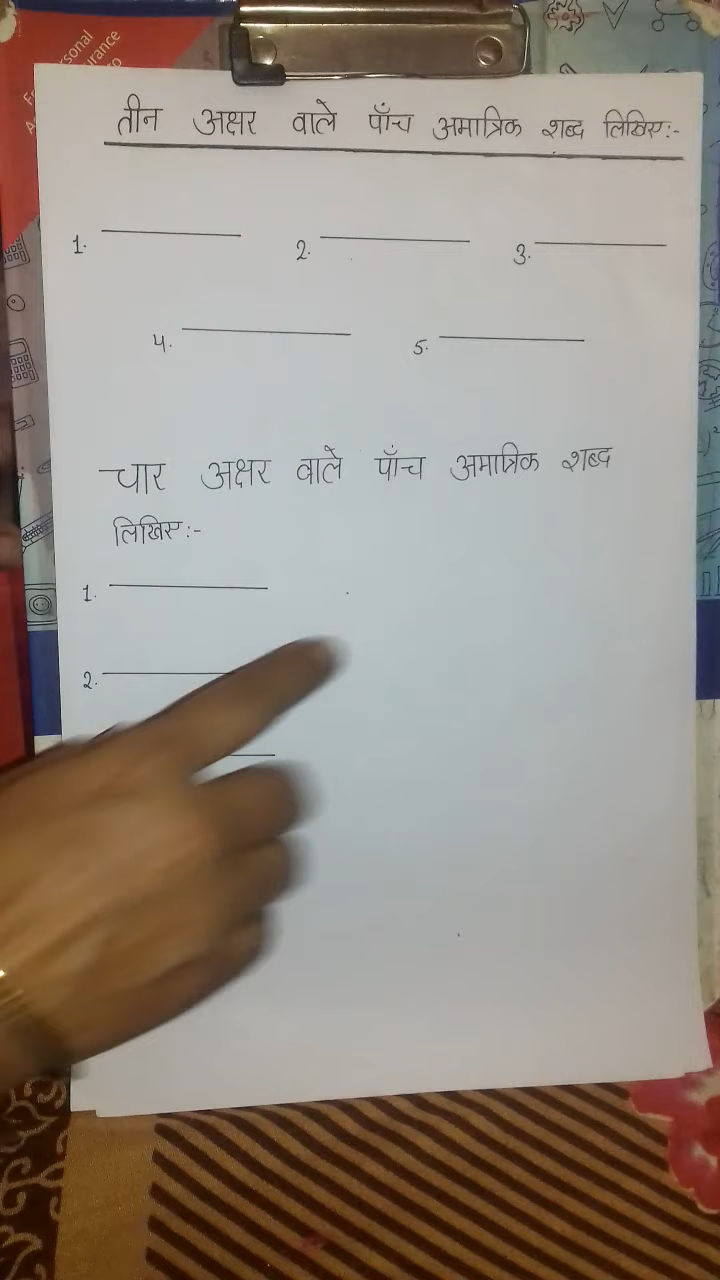 तीन अक्षर वाले पाँच अमात्रिक शब्द लिखिए:-
1. 2. 3.
4. 5.
चार अक्षर वाले पाँच अमात्रिक शब्द
लिखिए:-
1.
2.